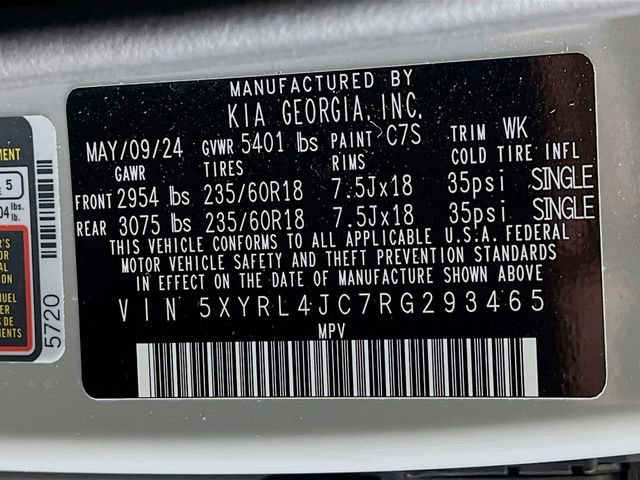 MANUFACTURED BY
KIA GEORGIA, INC.
MAY/09/24 GVWR 5401 lbs PAINT C7S TRIM WK
GAWR TIRES RIMS COLD TIRE INFL
FRONT 2954 lbs 235/60R18 7.5Jx18 35psi SINGLE
REAR 3075 lbs 235/60R18 7.5Jx18 35psi SINGLE
THIS VEHICLE CONFORMS TO ALL APPLICABLE U.S.A. FEDERAL
MOTOR VEHICLE SAFETY AND THEFT PREVENTION STANDARDS
IN EFFECT ON THE DATE OF MANUFACTURE SHOWN ABOVE
VIN 5XYRL4JC7RG293465
MPV
5
5720